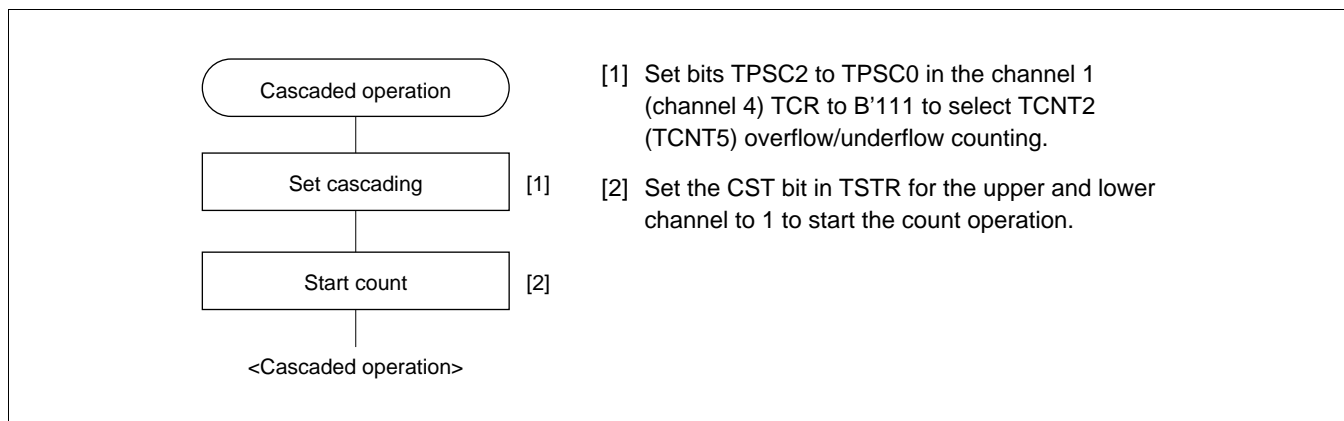 Cascaded operation
Set cascading [1]
Start count [2]
<Cascaded operation>
[1] Set bits TPSC2 to TPSC0 in the channel 1
(channel 4) TCR to B'111 to select TCNT2
(TCNT5) overflow/underflow counting.
[2] Set the CST bit in TSTR for the upper and lower
channel to 1 to start the count operation.